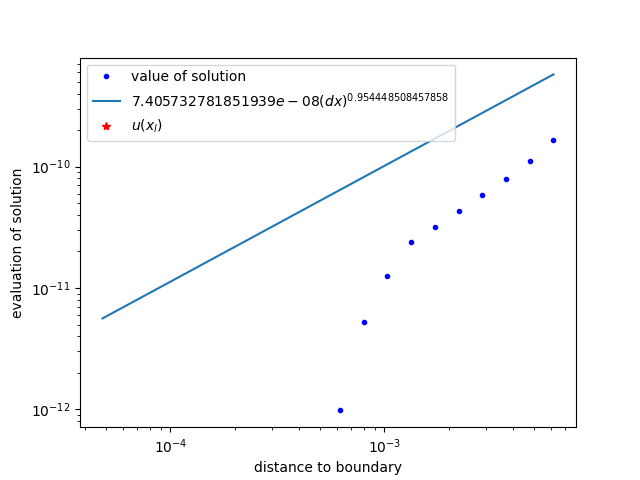 value of solution
7.405732781851939e − 08(dx)^0.954448508457858
u(x_l)
10^−10
10^−11
10^−12
evaluation of solution
10^−4
10^−3
distance to boundary